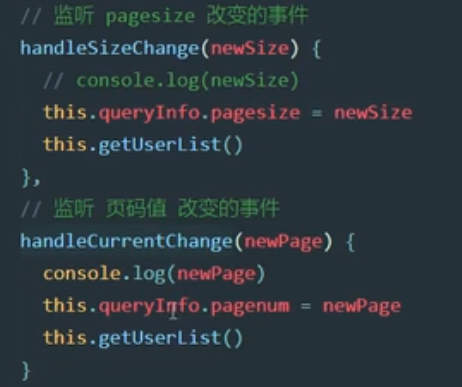 // 监听 pagesize 改变的事件
handleSizeChange(newSize) {
// console.log(newSize)
this.queryInfo.pagesize = newSize
this.getUserList()
},
// 监听 页码值 改变的事件
handleCurrentChange(newPage) {
console.log(newPage)
this.queryInfo.pagenum = newPage
this.getUserList()
}